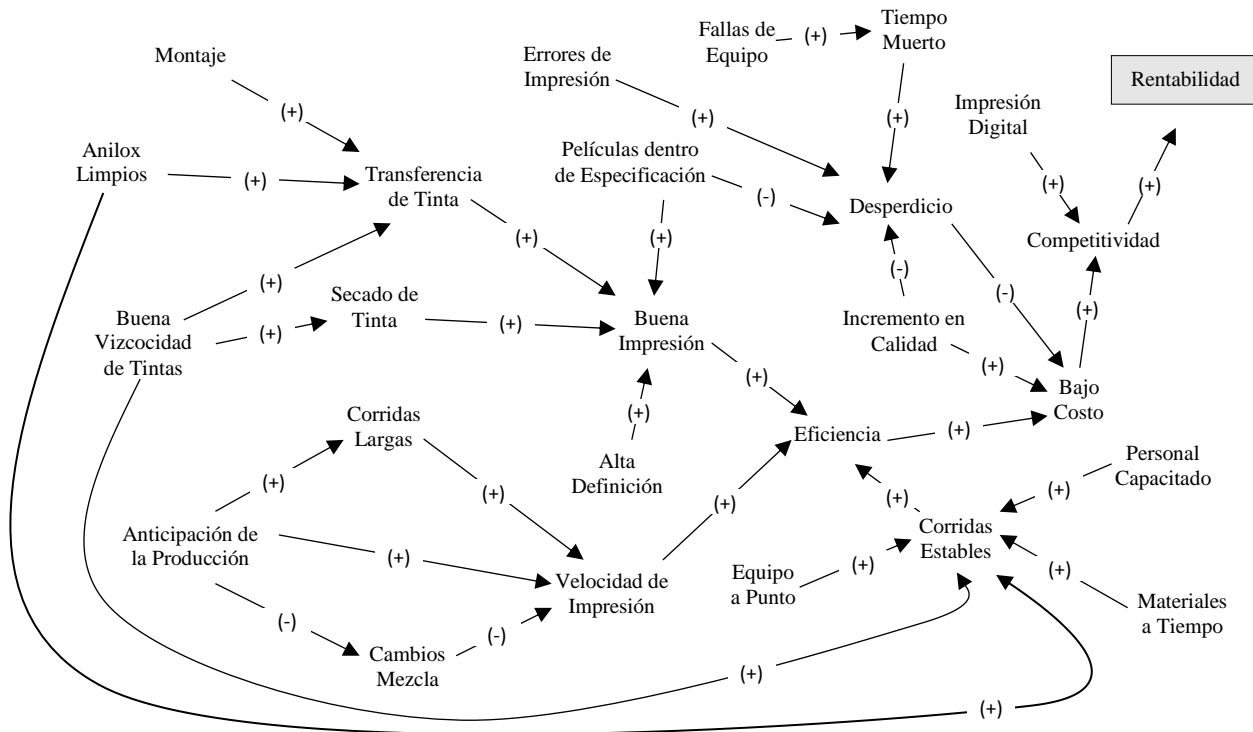 Tiempo
Muerto
Fallas de
Equipo
(+)
Montaje
Errores de
Impresión
Rentabilidad
(+)
(+)
(+)
Impresión
Digital
Anilox
Limpios
(+)
Transferencia
de Tinta
Películas dentro
de Especificación
(-)
Desperdicio
(+)
(+)
Competitividad
(+)
(+)
(+)
Buena
Vizcocidad
de Tintas
(+)
Secado de
Tinta
(+)
Buena
Impresión
(-)
Incremento en
Calidad
(-)
(+)
(+)
Bajo
Costo
(+)
Corridas
Largas
(+)
Alta
Definición
Eficiencia
(+)
Personal
Capacitado
(+)
(+)
(+)
(+)
(+)
Anticipación de
la Producción
(+)
Velocidad de
Impresión
Corridas
Estables
Equipo
a Punto
(+)
(+)
Materiales
a Tiempo
(-)
Cambios
Mezcla
(-)
(+)
(+)